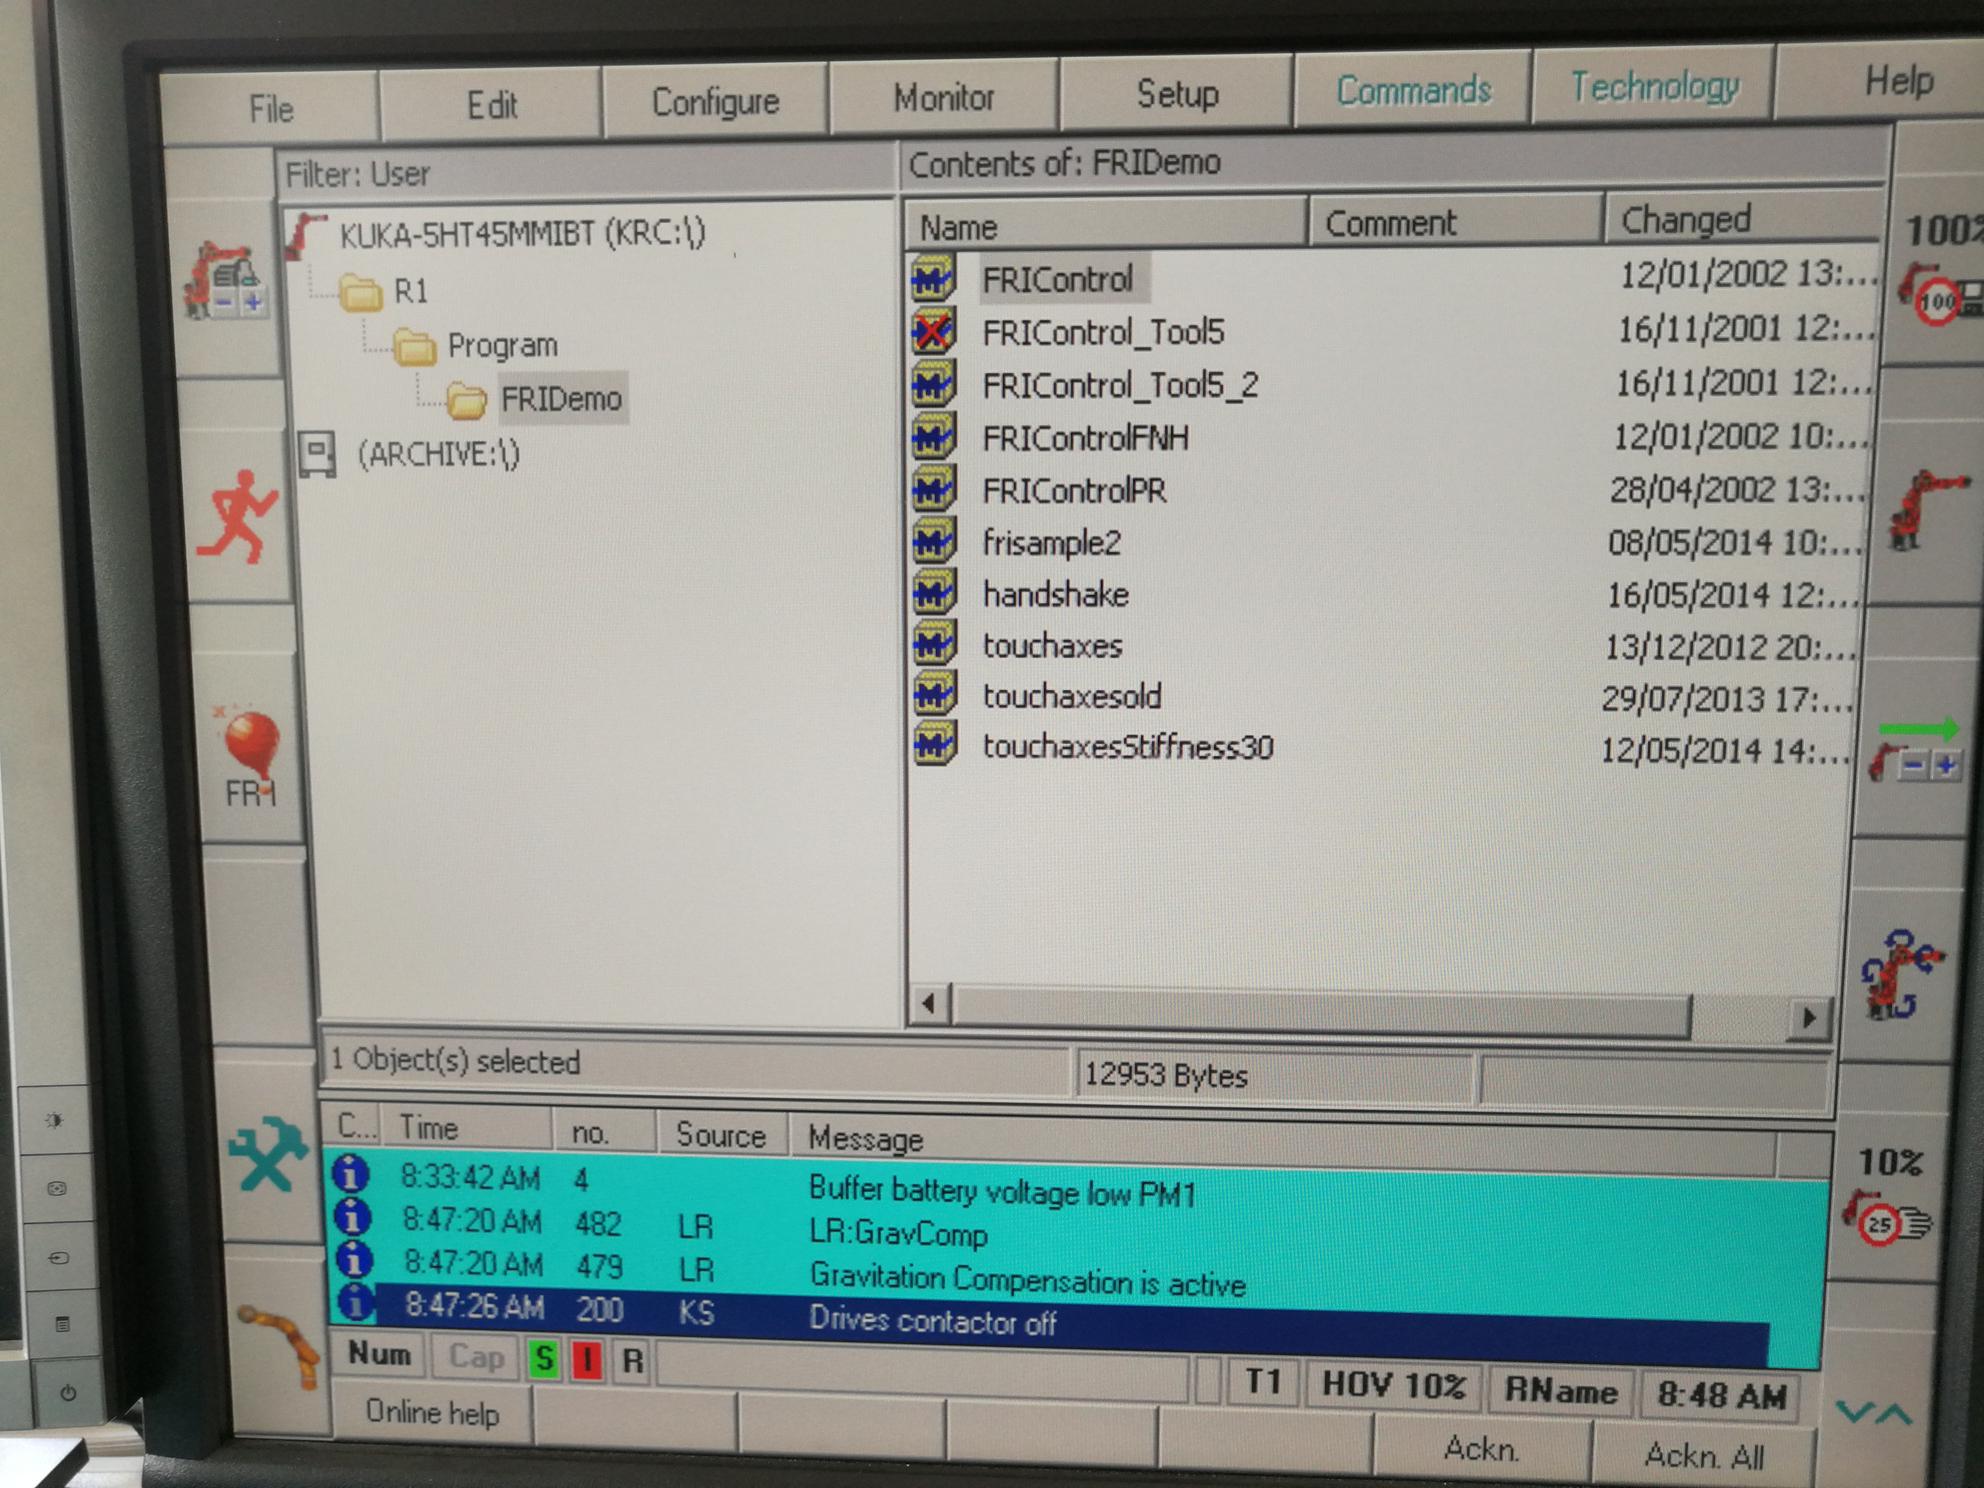 File Edit Configure Monitor Setup Commands Technology Help
Filter: User
Contents of: FRIDemo
KUKA-5HT45MMIBT (KRC:\)
R1
Program
FRIDemo
(ARCHIVE:\)
Name Comment Changed
FRIControl 12/01/2002 13:...
FRIControl_Tool5 16/11/2001 12:...
FRIControl_Tool5_2 16/11/2001 12:...
FRIControlFNH 12/01/2002 10:...
FRIControlPR 28/04/2002 13:...
frisample2 08/05/2014 10:...
handshake 16/05/2014 12:...
touchaxes 13/12/2012 20:...
touchaxesold 29/07/2013 17:...
touchaxesStiffness30 12/05/2014 14:...
100%
100
1 Object(s) selected 12953 Bytes
C... Time no. Source Message
8:33:42 AM 4 Buffer battery voltage low PM1
8:47:20 AM 482 LR LR:GravComp
8:47:20 AM 479 LR Gravitation Compensation is active
8:47:26 AM 200 KS Drives contactor off
10%
25
Num Cap S I R T1 HOV 10% RName 8:48 AM
Online help Ackn. Ackn. All